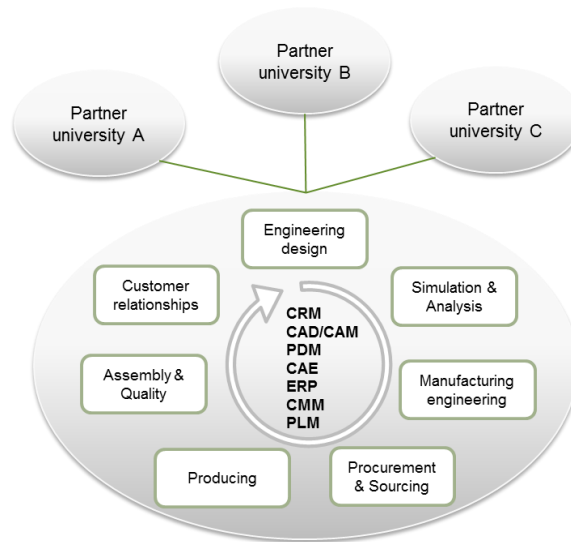 Partner
university B
Partner
university A
Partner
university C
Engineering
design
Customer
relationships
Simulation &
Analysis
CRM
CAD/CAM
PDM
CAE
ERP
CMM
PLM
Assembly &
Quality
Manufacturing
engineering
Producing
Procurement
& Sourcing